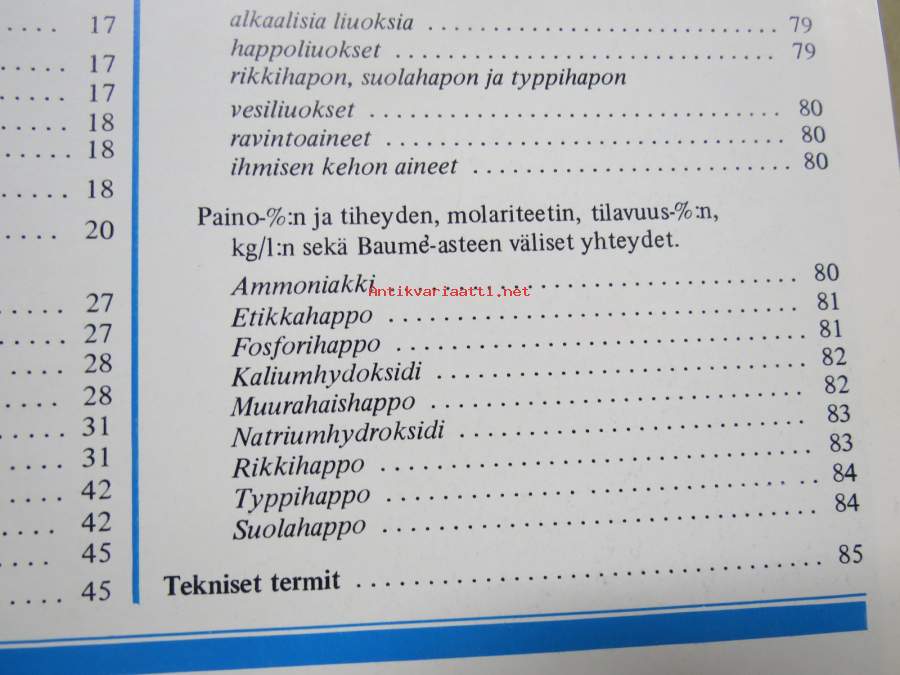 17
17
17
18
18
18
20
27
27
28
28
31
31
42
42
45
45
alkaalisia liuoksia ............................ 79
happoliuokset ............................... 79
rikkihapon, suolahapon ja typpihapon
vesiliuokset ................................. 80
ravintoaineet ................................ 80
ihmisen kehon aineet ......................... 80
Paino-%:n ja tiheyden, molariteetin, tilavuus-%:n,
kg/l:n sekä Baumé-asteen väliset yhteydet.
Ammoniakki ................................. 80
Etikkahappo ................................. 81
Fosforihappo ................................ 81
Kaliumhydoksidi ............................. 82
Muurahaishappo ............................. 82
Natriumhydroksidi ........................... 83
Rikkihappo .................................. 83
Typpihappo ................................. 84
Suolahappo ................................. 84
Tekniset termit ................................... 85
Antikvariaatti.net